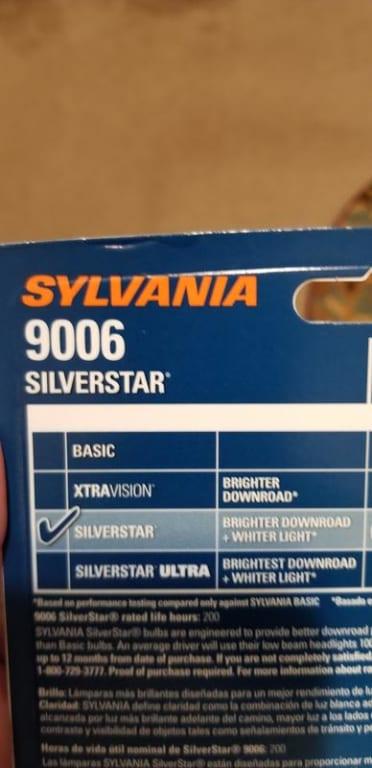 SYLVANIA
9006
SILVERSTAR®
BASIC
XTRAVISION®
BRIGHTER
DOWNROAD*
SILVERSTAR®
BRIGHTER DOWNROAD
+ WHITER LIGHT*
SILVERSTAR® ULTRA
BRIGHTEST DOWNROAD
+ WHITER LIGHT*
*Based on performance testing compared only against SYLVANIA BASIC *Based
9006 SilverStar® rated life hours: 200
SYLVANIA SilverStar® bulbs are engineered to provide better downroad
than Basic bulbs. An average driver will use their low beam headlights
up to 12 months from date of purchase. If you are not completely satisfied
1-800-729-3777. Proof of purchase required. For more information about
Brillo: Lámparas más brillantes diseñadas para un mejor rendimiento de
Claridad: SYLVANIA define claridad como la combinación de luz blanca
alcanzada por luz más brillante adelante del camino, mayor luz a los lados
contraste y visibilidad de objetos tales como señalamientos de tránsito y
Horas de vida útil nominal de SilverStar® 9006: 200
Las lámparas SYLVANIA SilverStar® están diseñadas para proporcionar